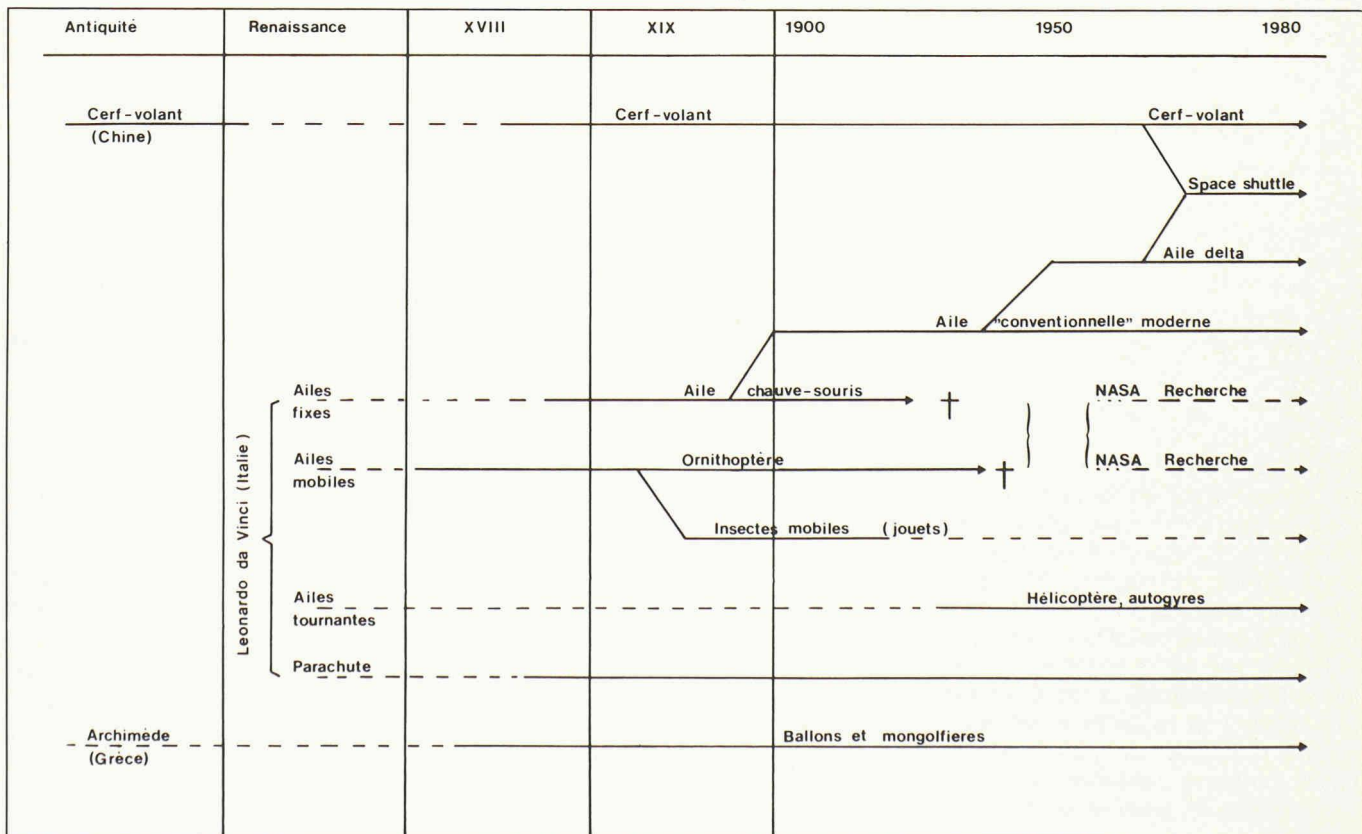 Antiquité Renaissance XVIII XIX 1900 1950 1980
Cerf-volant Cerf-volant Cerf-volant
(Chine)
Space shuttle
Aile delta
Aile "conventionnelle" moderne
Ailes Aile chauve-souris NASA Recherche
fixes
Ailes Ornithoptère NASA Recherche
mobiles
Leonardo da Vinci (Italie)
Insectes mobiles (jouets)
Ailes Hélicoptère, autogyres
tournantes
Parachute
Archimède Ballons et mongolfieres
(Grèce)